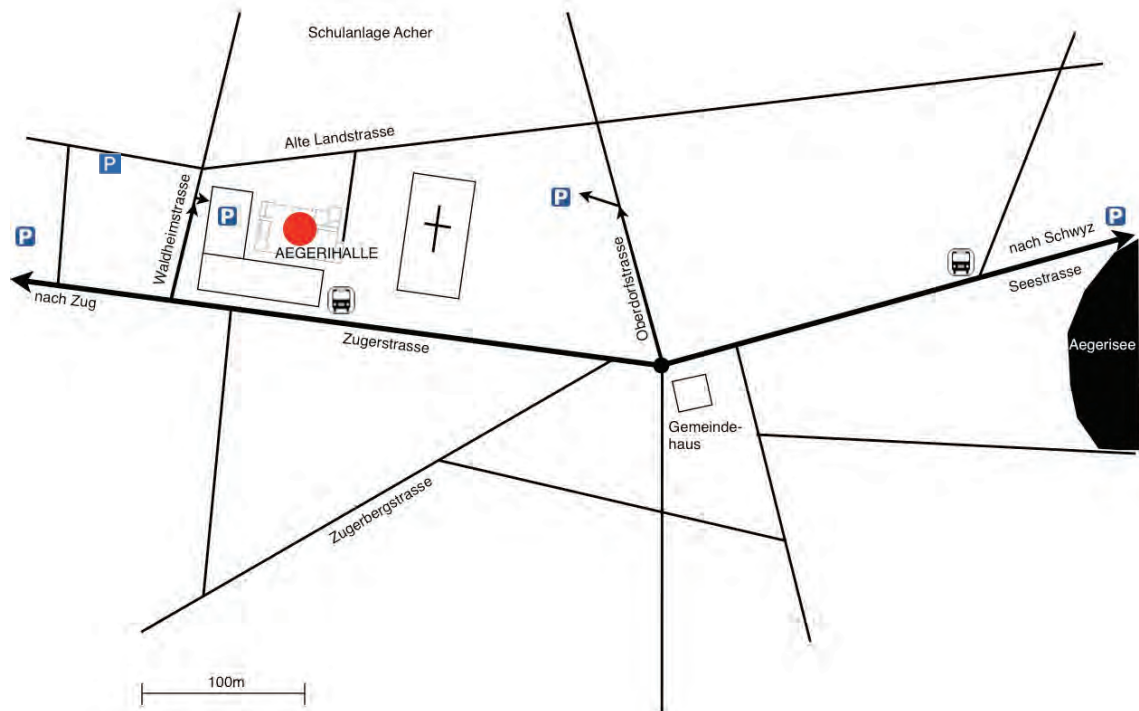 Schulanlage Acher
Alte Landstrasse
P
P
P
P
P
Waldheimstrasse
AEGERIHALLE
Oberdorfstrasse
nach Schwyz
Seestrasse
nach Zug
Zugerstrasse
Aegerisee
Gemeinde-
haus
Zugerbergstrasse
100m